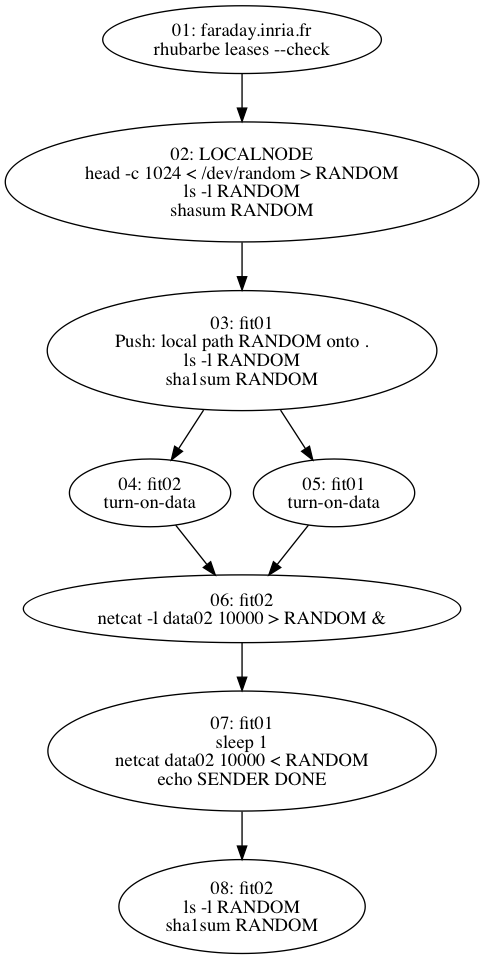 01: faraday.inria.fr
rhubarbe leases --check
02: LOCALNODE
head -c 1024 < /dev/random > RANDOM
ls -l RANDOM
shasum RANDOM
03: fit01
Push: local path RANDOM onto .
ls -l RANDOM
sha1sum RANDOM
04: fit02
turn-on-data
05: fit01
turn-on-data
06: fit02
netcat -l data02 10000 > RANDOM &
07: fit01
sleep 1
netcat data02 10000 < RANDOM
echo SENDER DONE
08: fit02
ls -l RANDOM
sha1sum RANDOM